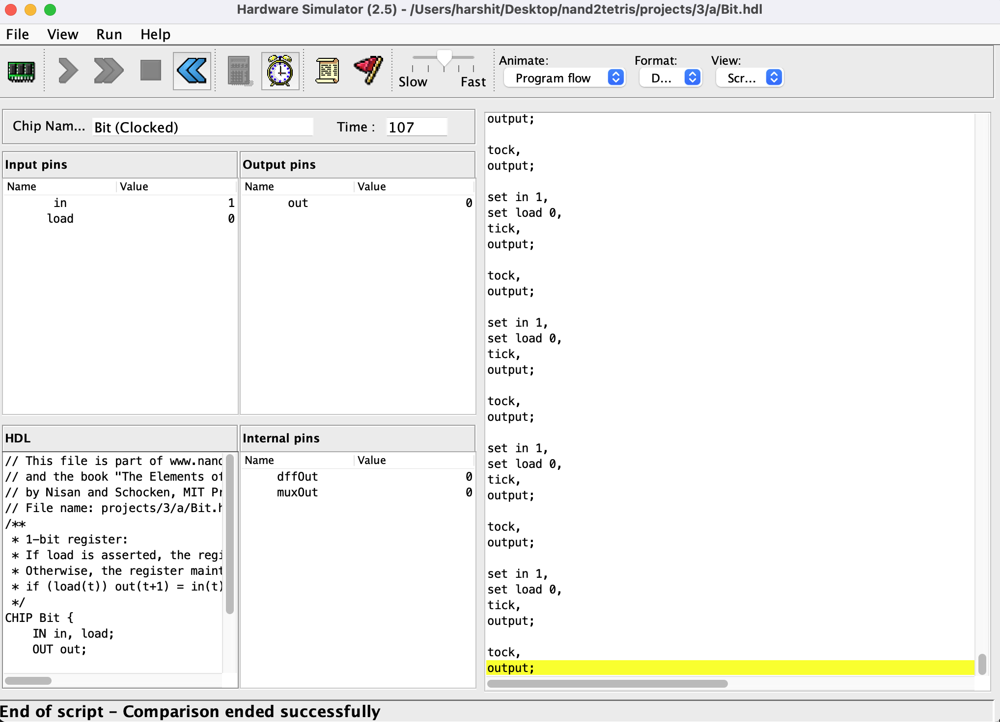 Hardware Simulator (2.5) - /Users/harshit/Desktop/nand2tetris/projects/3/a/Bit.hdl
File View Run Help
Slow Fast
Animate: Format: View:
Program flow D... Scr...
Chip Nam... Bit (Clocked) Time : 107
Input pins
Name Value
in 1
load 0
Output pins
Name Value
out 0
HDL
// This file is part of www.nand
// and the book "The Elements of
// by Nisan and Schocken, MIT Pr
// File name: projects/3/a/Bit.h
/**
* 1-bit register:
* If load is asserted, the regi
* Otherwise, the register maint
* if (load(t)) out(t+1) = in(t)
*/
CHIP Bit {
IN in, load;
OUT out;
Internal pins
Name Value
dffOut 0
muxOut 0
output;
tock,
output;
set in 1,
set load 0,
tick,
output;
tock,
output;
set in 1,
set load 0,
tick,
output;
tock,
output;
set in 1,
set load 0,
tick,
output;
tock,
output;
set in 1,
set load 0,
tick,
output;
tock,
output;
End of script - Comparison ended successfully